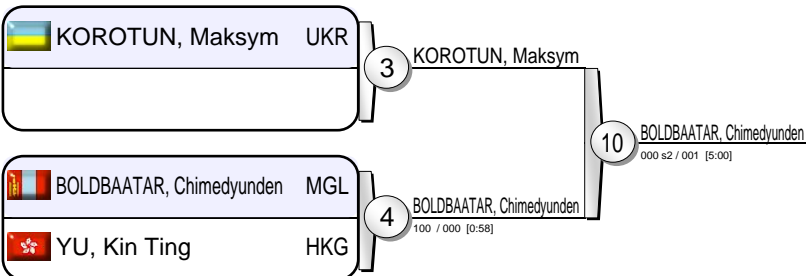 KOROTUN, Maksym UKR
3
KOROTUN, Maksym
10
BOLDBAATAR, Chimedyunden
000 s2 / 001 [5:00]
BOLDBAATAR, Chimedyunden MGL
YU, Kin Ting HKG
4
BOLDBAATAR, Chimedyunden
100 / 000 [0:58]